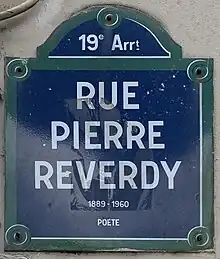 19e Arrt
RUE
PIERRE
REVERDY
1889-1960
POETE